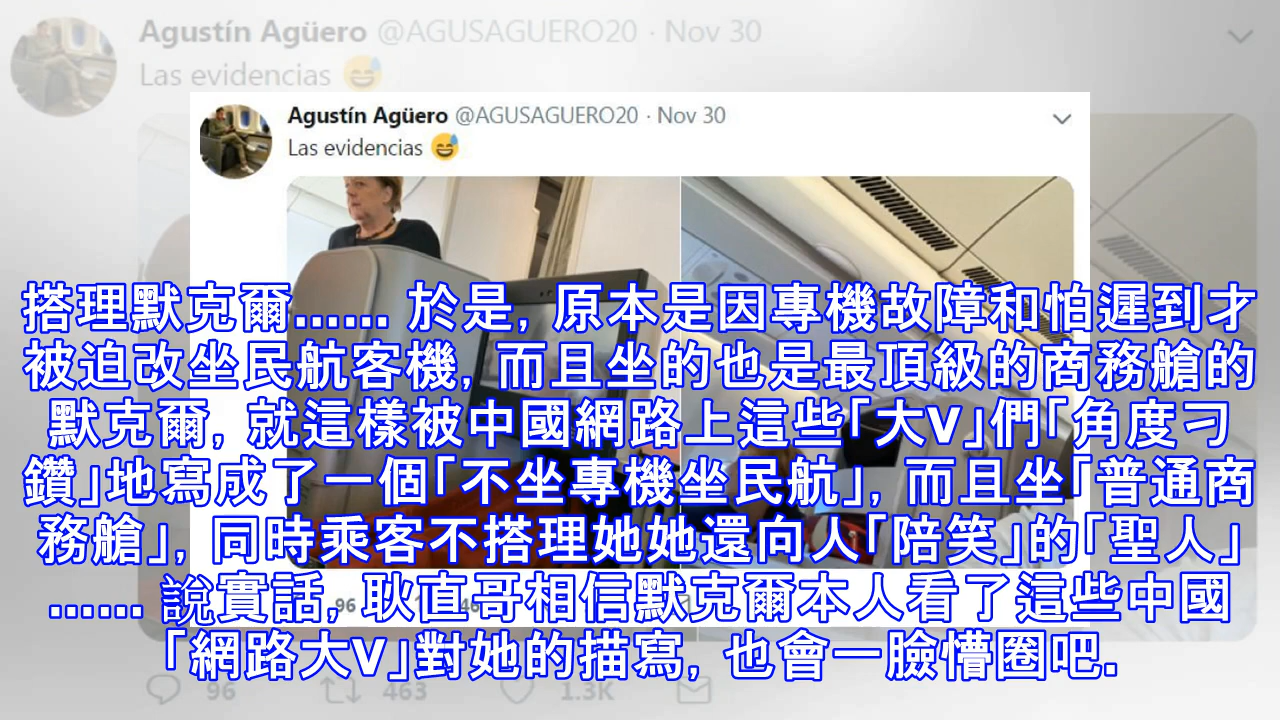 Agustín Agüero @AGUSAGUERO20 · Nov 30
Las evidencias 😅
Agustín Agüero @AGUSAGUERO20 · Nov 30
Las evidencias 😅
搭理默克爾...... 於是, 原本是因專機故障和怕遲到才
被迫改坐民航客機, 而且坐的也是最頂級的商務艙的
默克爾, 就這樣被中國網路上這些「大V」們「角度刁
鑽」地寫成了一個「不坐專機坐民航」, 而且坐「普通商
務艙」, 同時乘客不搭理她她還向人「陪笑」的「聖人」
...... 說實話, 耿直哥相信默克爾本人看了這些中國
「網路大V」對她的描寫, 也會一臉懵圈吧.
96
96 463 1.3K